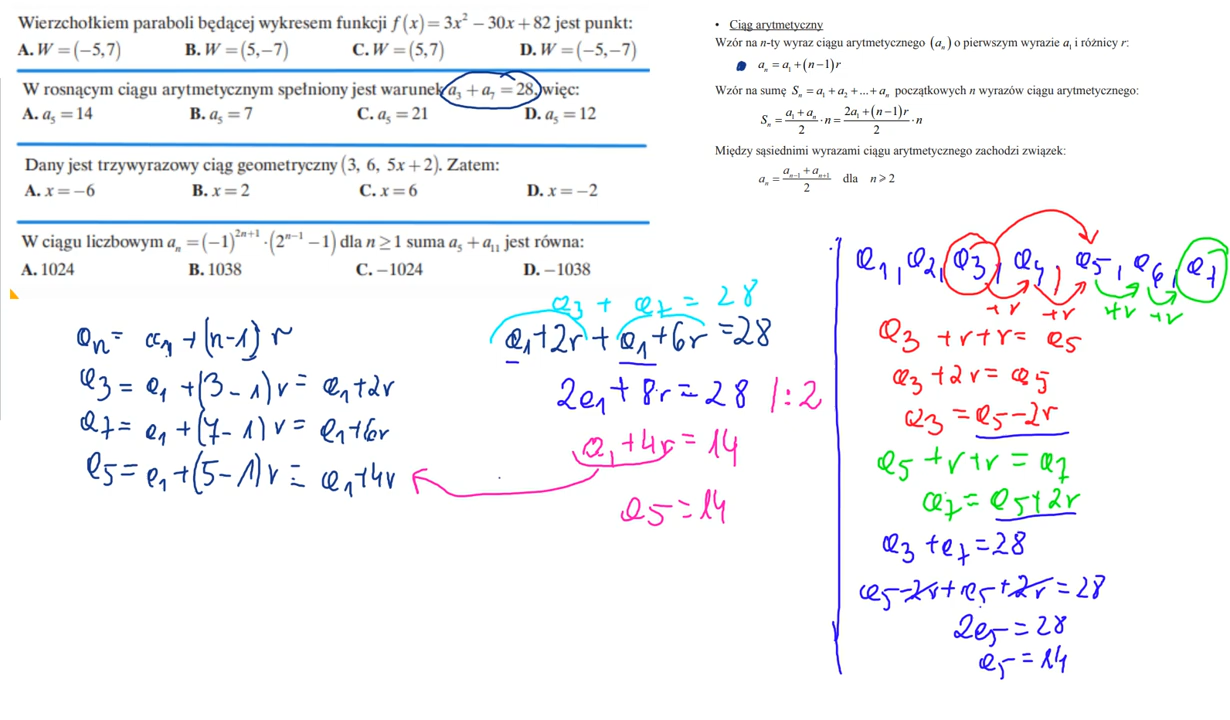 Wierzchołkiem paraboli będącej wykresem funkcji f(x) = 3x² − 30x + 82 jest punkt:
A. W = (−5,7) B. W = (5,−7) C. W = (5,7) D. W = (−5,−7)
W rosnącym ciągu arytmetycznym spełniony jest warunek a₃ + a₇ = 28, więc:
A. a₅ = 14 B. a₅ = 7 C. a₅ = 21 D. a₅ = 12
Dany jest trzywyrazowy ciąg geometryczny (3, 6, 5x + 2). Zatem:
A. x = −6 B. x = 2 C. x = 6 D. x = −2
W ciągu liczbowym aₙ = (−1)²ⁿ⁺¹ · (2ⁿ⁻¹ − 1) dla n ≥ 1 suma a₅ + a₁₁ jest równa:
A. 1024 B. 1038 C. −1024 D. −1038
• Ciąg arytmetyczny
Wzór na n-ty wyraz ciągu arytmetycznego (aₙ) o pierwszym wyrazie a₁ i różnicy r:
aₙ = a₁ + (n−1)r
Wzór na sumę Sₙ = a₁ + a₂ + ... + aₙ początkowych n wyrazów ciągu arytmetycznego:
Sₙ = (a₁ + aₙ)/2 · n = (2a₁ + (n−1)r)/2 · n
Między sąsiednimi wyrazami ciągu arytmetycznego zachodzi związek:
aₙ = (aₙ₋₁ + aₙ₊₁)/2 dla n ⩾ 2
aₙ = a₁ + (n−1) r
a₃ = a₁ + (3−1)r = a₁+2r
a₇ = a₁ + (7−1)r = a₁+6r
a₅ = a₁ + (5−1)r = a₁+4r
a₃ + a₇ = 28
a₁+2r + a₁+6r = 28
2a₁ + 8r = 28 /:2
a₁ + 4r = 14
a₅ = 14
a₁, a₂, a₃, a₄, a₅, a₆, a₇
+r +r +r +r
a₃ + r + r = a₅
a₃ + 2r = a₅
a₃ = a₅ − 2r
a₅ + r + r = a₇
a₇ = a₅ + 2r
a₃ + a₇ = 28
a₅ − 2r + a₅ + 2r = 28
2a₅ = 28
a₅ = 14